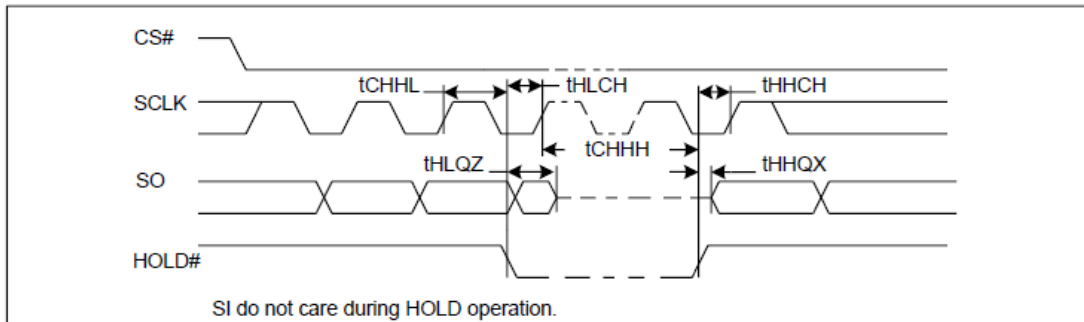 CS#
tCHHL tHLCH tHHCH
SCLK
tCHHH
tHLQZ tHHQX
SO
HOLD#
SI do not care during HOLD operation.